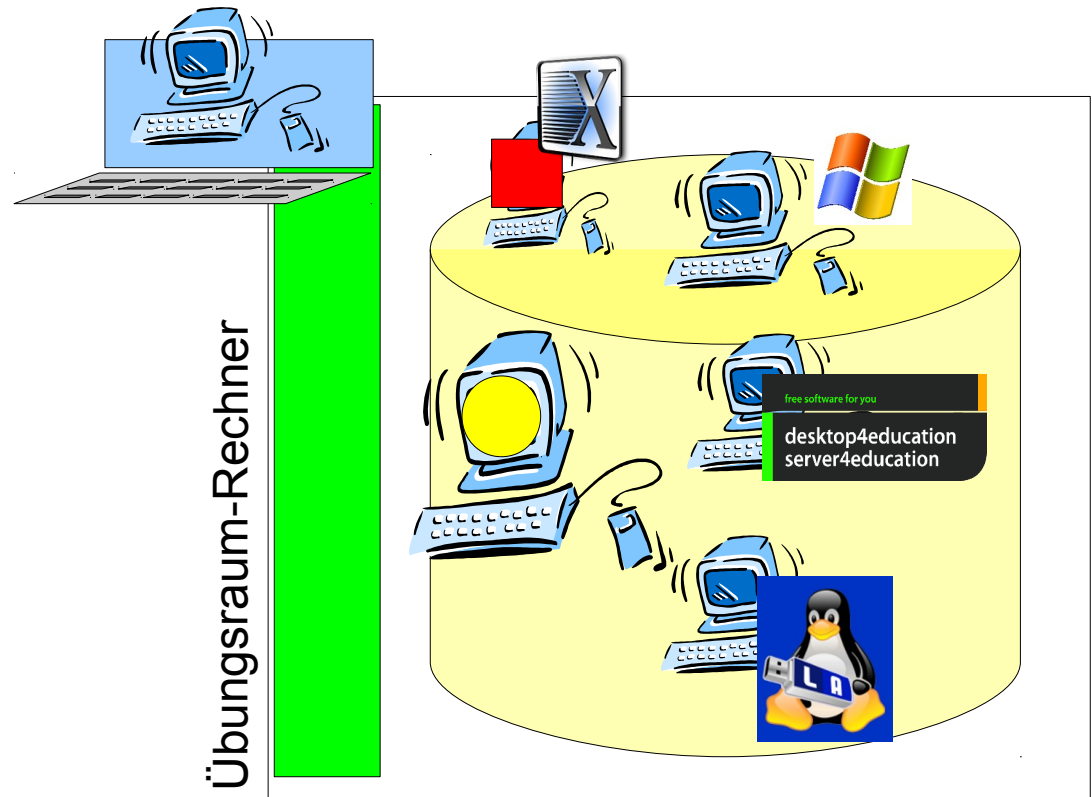 Übungsraum-Rechner
X
free software for you
desktop4education
server4education
L A